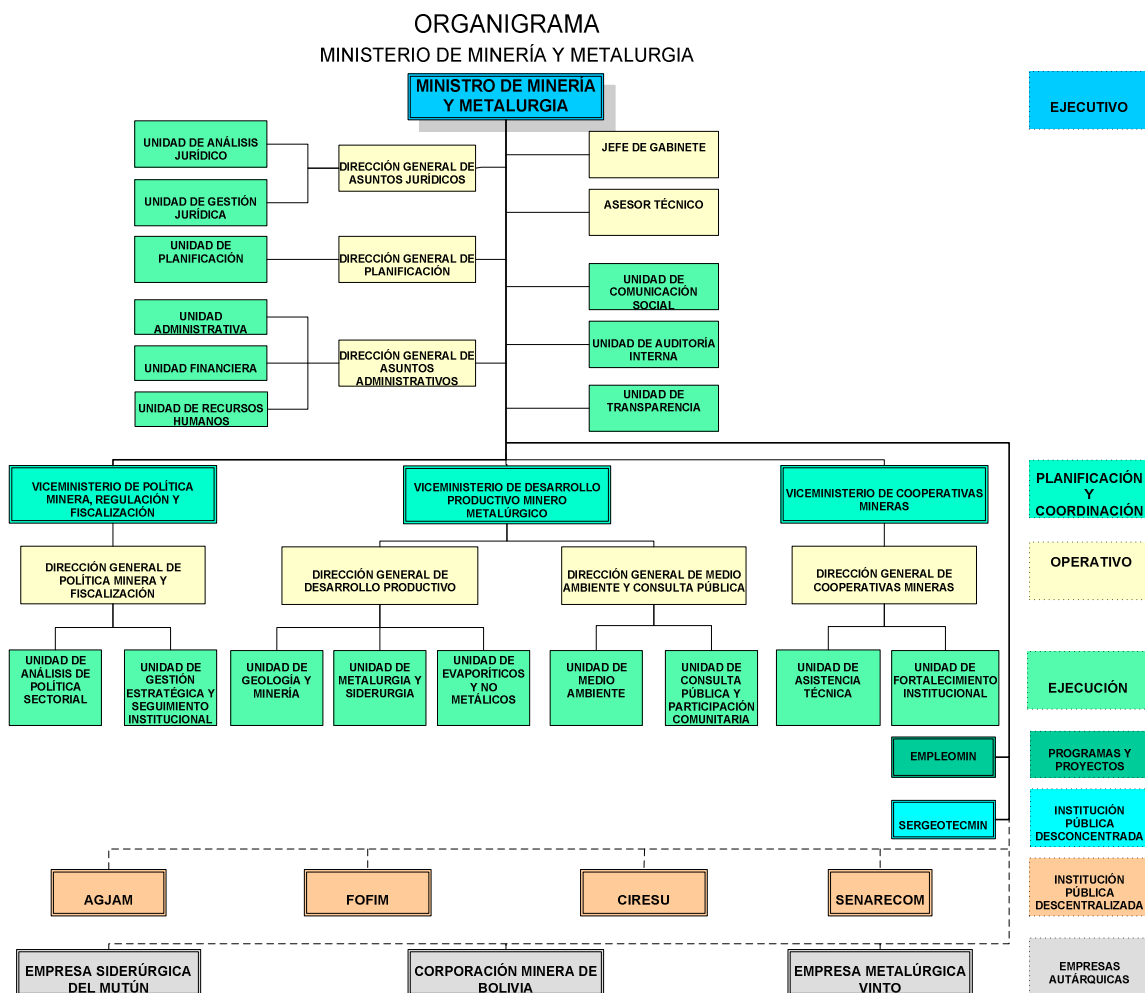 ORGANIGRAMA
MINISTERIO DE MINERÍA Y METALURGIA
MINISTRO DE MINERÍA
Y METALURGIA
EJECUTIVO
UNIDAD DE ANÁLISIS
JURÍDICO
UNIDAD DE GESTIÓN
JURÍDICA
DIRECCIÓN GENERAL DE
ASUNTOS JURÍDICOS
JEFE DE GABINETE
ASESOR TÉCNICO
UNIDAD DE
PLANIFICACIÓN
DIRECCIÓN GENERAL DE
PLANIFICACIÓN
UNIDAD DE
COMUNICACIÓN
SOCIAL
UNIDAD
ADMINISTRATIVA
UNIDAD FINANCIERA
UNIDAD DE RECURSOS
HUMANOS
DIRECCIÓN GENERAL DE
ASUNTOS
ADMINISTRATIVOS
UNIDAD DE AUDITORÍA
INTERNA
UNIDAD DE
TRANSPARENCIA
VICEMINISTERIO DE POLÍTICA
MINERA, REGULACIÓN Y
FISCALIZACIÓN
VICEMINISTERIO DE DESARROLLO
PRODUCTIVO MINERO
METALÚRGICO
VICEMINISTERIO DE COOPERATIVAS
MINERAS
PLANIFICACIÓN
Y
COORDINACIÓN
DIRECCIÓN GENERAL DE
POLÍTICA MINERA Y
FISCALIZACIÓN
DIRECCIÓN GENERAL DE
DESARROLLO PRODUCTIVO
DIRECCIÓN GENERAL DE MEDIO
AMBIENTE Y CONSULTA PÚBLICA
DIRECCIÓN GENERAL DE
COOPERATIVAS MINERAS
OPERATIVO
UNIDAD DE
ANÁLISIS DE
POLÍTICA
SECTORIAL
UNIDAD DE
GESTIÓN
ESTRATÉGICA Y
SEGUIMIENTO
INSTITUCIONAL
UNIDAD DE
GEOLOGÍA Y
MINERÍA
UNIDAD DE
METALURGIA Y
SIDERURGIA
UNIDAD DE
EVAPORÍTICOS Y
NO
METÁLICOS
UNIDAD DE
MEDIO
AMBIENTE
UNIDAD DE
CONSULTA
PÚBLICA Y
PARTICIPACIÓN
COMUNITARIA
UNIDAD DE
ASISTENCIA
TÉCNICA
UNIDAD DE
FORTALECIMIENTO
INSTITUCIONAL
EJECUCIÓN
EMPLEOMIN
PROGRAMAS Y
PROYECTOS
SERGEOTECMIN
INSTITUCIÓN
PÚBLICA
DESCONCENTRADA
AGJAM
FOFIM
CIRESU
SENARECOM
INSTITUCIÓN
PÚBLICA
DESCENTRALIZADA
EMPRESA SIDERÚRGICA
DEL MUTÚN
CORPORACIÓN MINERA DE
BOLIVIA
EMPRESA METALÚRGICA
VINTO
EMPRESAS
AUTÁRQUICAS